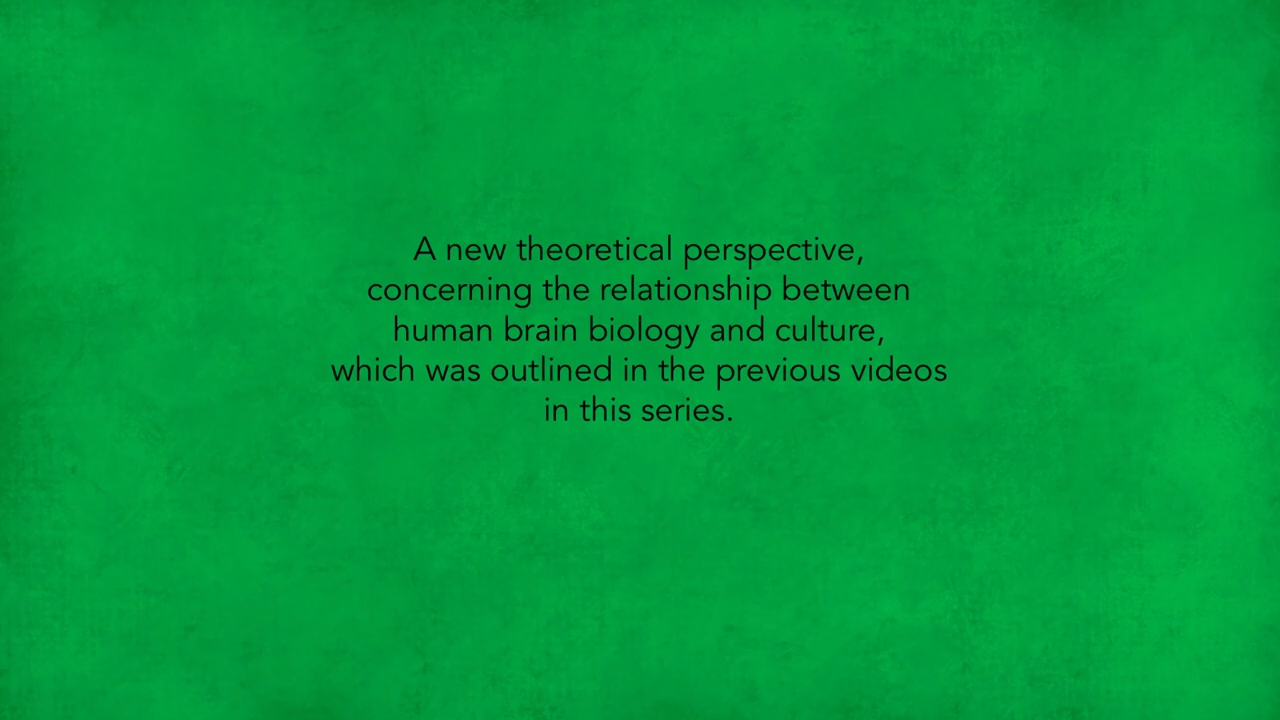 A new theoretical perspective,
concerning the relationship between
human brain biology and culture,
which was outlined in the previous videos
in this series.